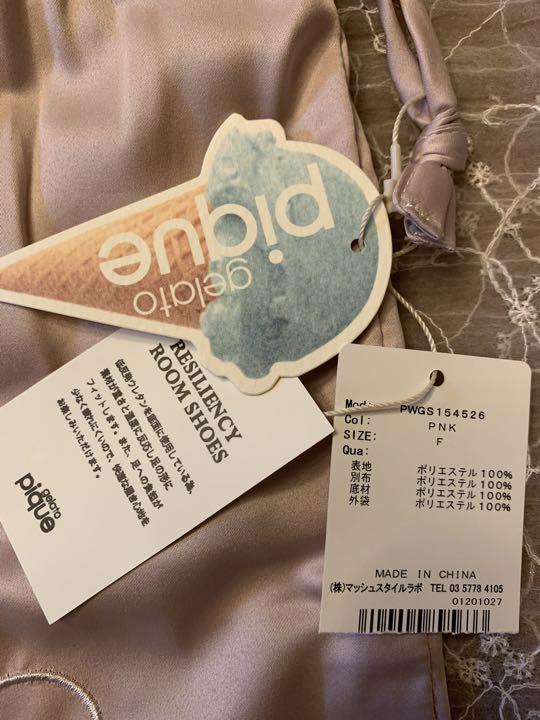 gelato
pique
RESILIENCY
ROOM SHOES
低反発ウレタンを底面に使用している為、
素材が重さと温度に反応し足の形に
フィットします。また、足への負担が
少なく疲れにくいので、快適な履き心地を
お楽しみいただけます。
gelato
pique
Mod: PWGS154526
Col: PNK
SIZE: F
Qua:
表地 ポリエステル100%
別布 ポリエステル100%
底材 ポリエステル100%
外袋 ポリエステル100%
MADE IN CHINA
(株)マッシュスタイルラボ TEL 03 5778 4105
01201027